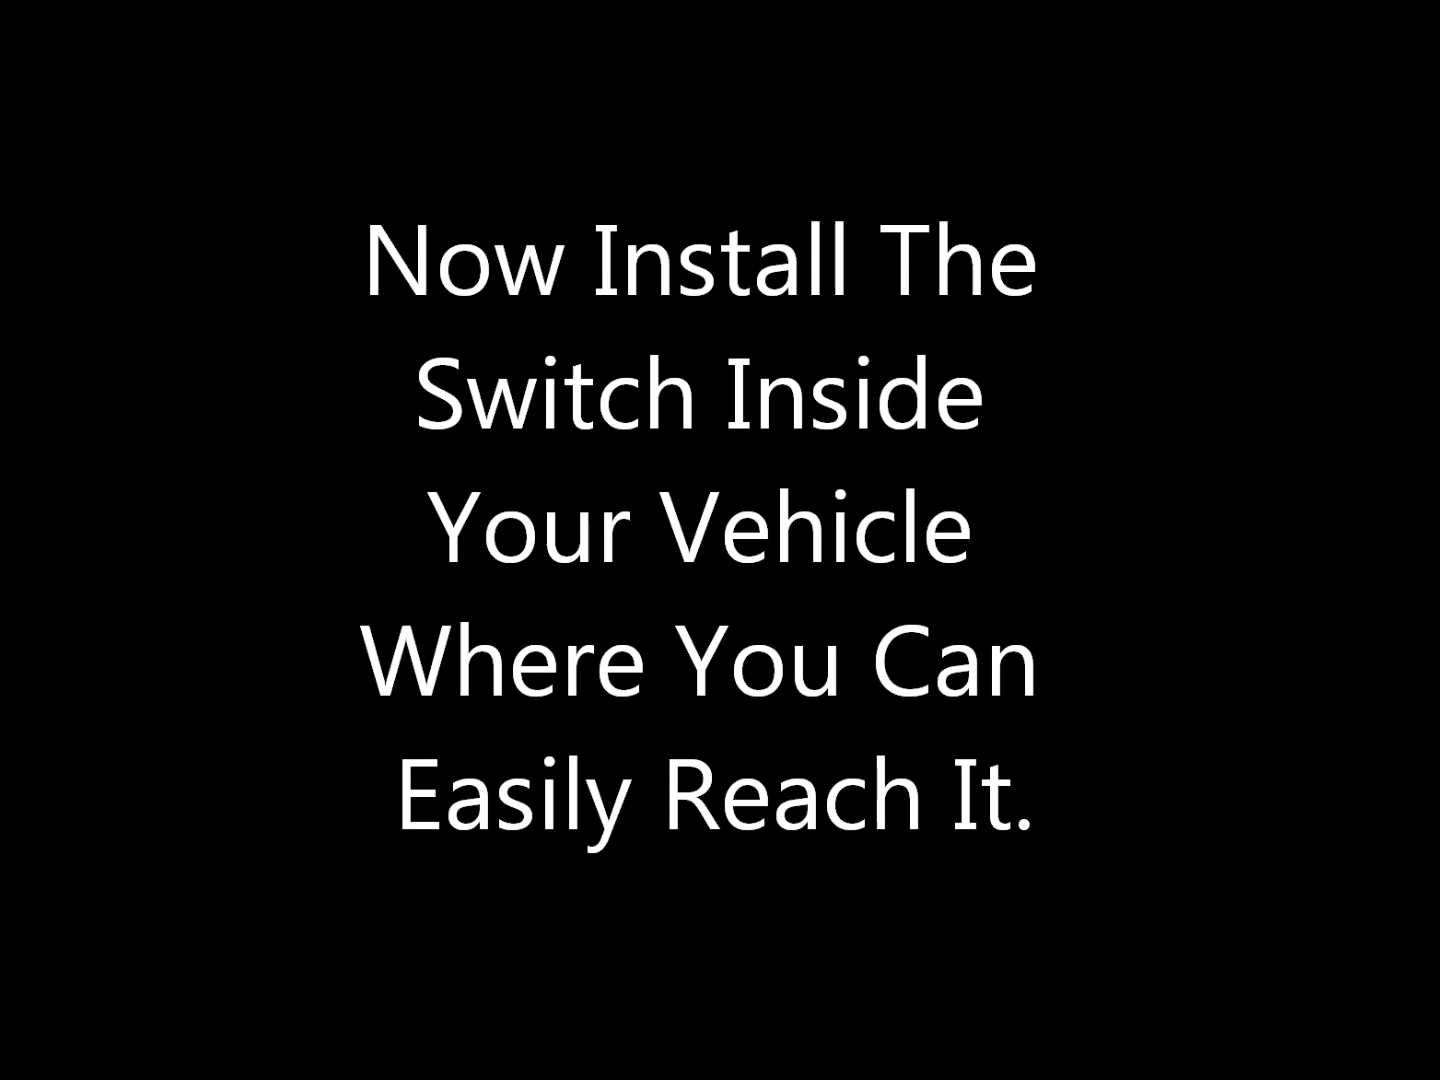 Now Install The
Switch Inside
Your Vehicle
Where You Can
Easily Reach It.